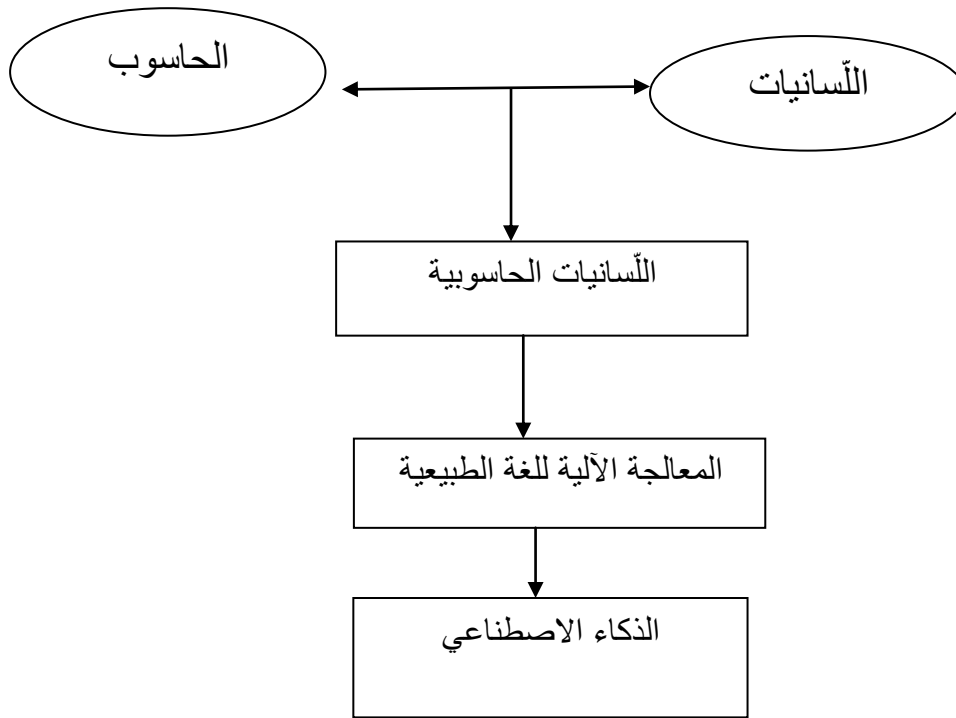 اللّسانيات
الحاسوب
اللّسانيات الحاسوبية
المعالجة الآلية للغة الطبيعية
الذكاء الاصطناعي